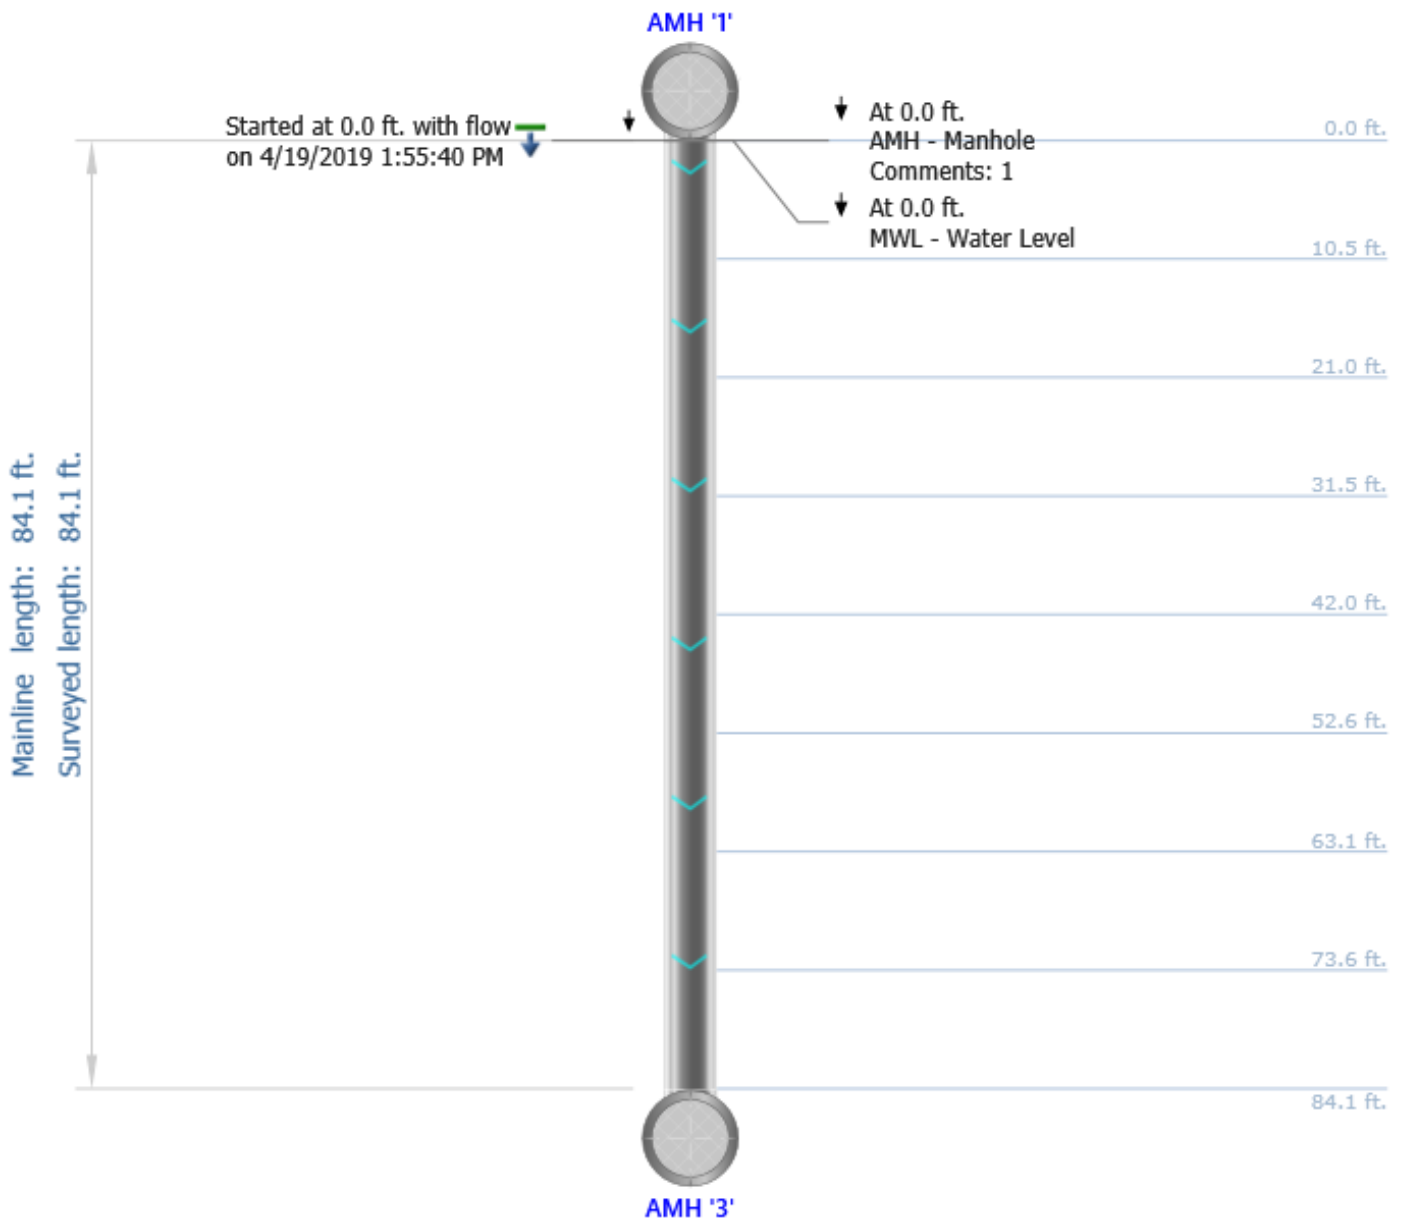 AMH '1'
Started at 0.0 ft. with flow
on 4/19/2019 1:55:40 PM
At 0.0 ft.
AMH - Manhole
Comments: 1
At 0.0 ft.
MWL - Water Level
0.0 ft.
10.5 ft.
21.0 ft.
31.5 ft.
42.0 ft.
52.6 ft.
63.1 ft.
73.6 ft.
84.1 ft.
Mainline length: 84.1 ft.
Surveyed length: 84.1 ft.
AMH '3'